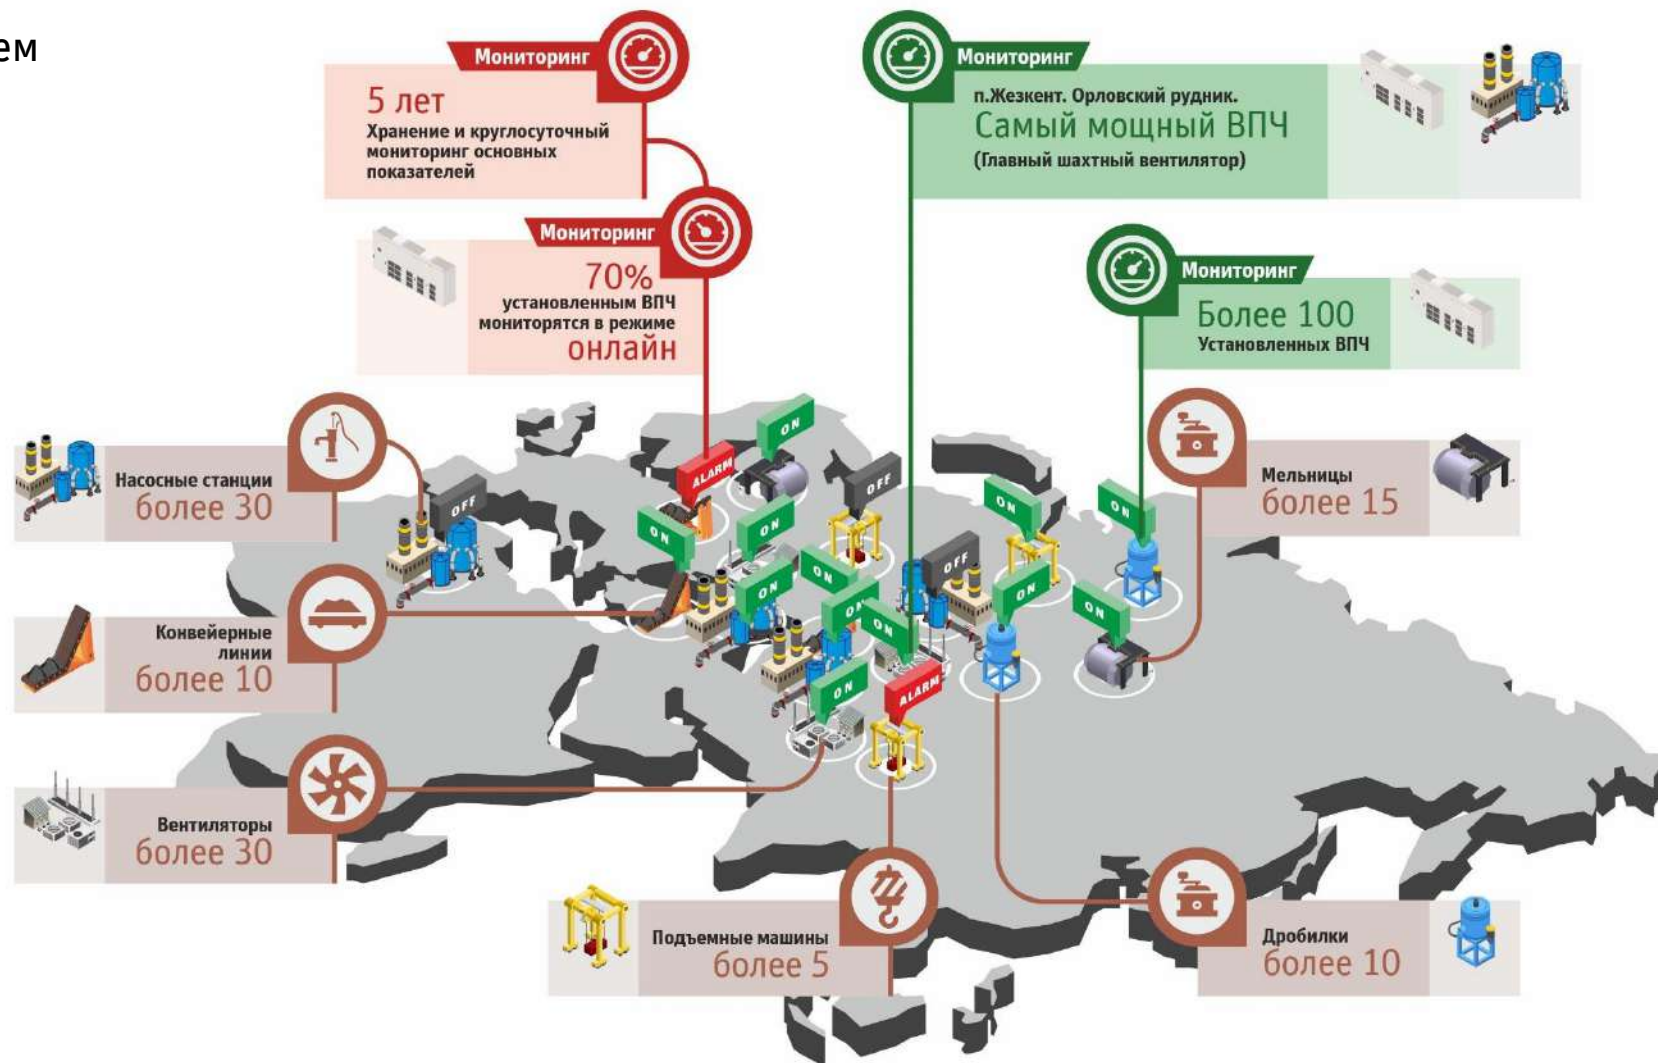 ем
Мониторинг
5 лет
Хранение и круглосуточный
мониторинг основных
показателей
Мониторинг
п.Жезкент. Орловский рудник.
Самый мощный ВПЧ
(Главный шахтный вентилятор)
Мониторинг
70%
установленным ВПЧ
мониторятся в режиме
онлайн
Мониторинг
Более 100
Установленных ВПЧ
Насосные станции
более 30
Мельницы
более 15
Конвейерные
линии
более 10
Вентиляторы
более 30
Подъемные машины
более 5
Дробилки
более 10
ON
ALARM
OFF
OFF
ON
ON
ON
ON
ON
OFF
ON
ON
ON
ON
ON
ON
ALARM